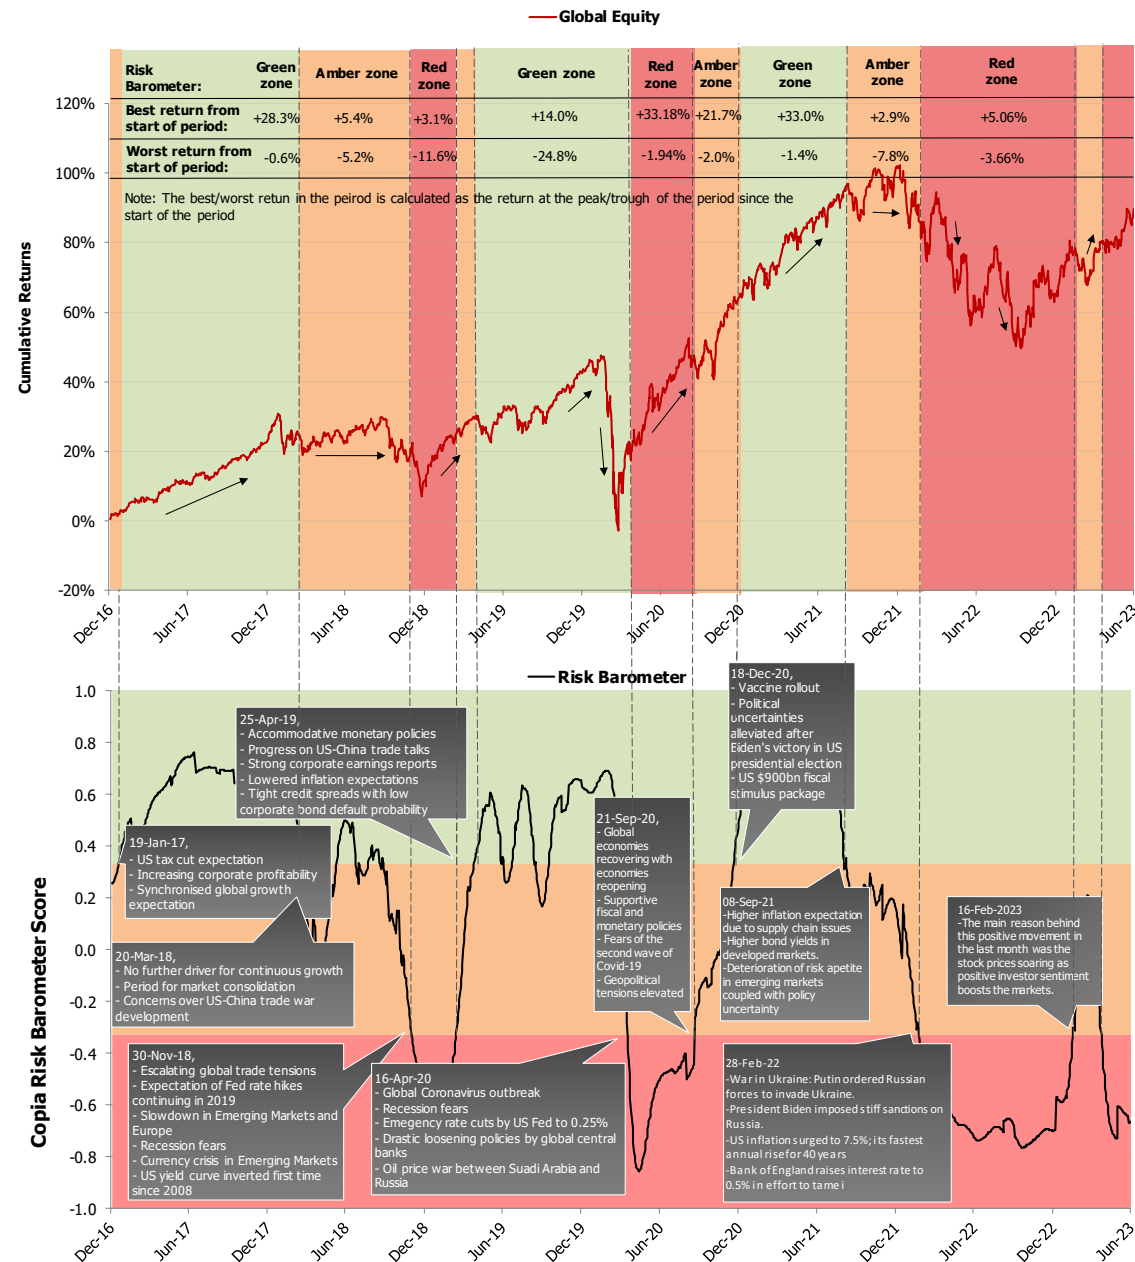 Global Equity
Risk Barometer:
Green zone
Amber zone
Red zone
Green zone
Red zone
Amber zone
Green zone
Amber zone
Red zone
Best return from start of period:
+28.3%
+5.4%
+3.1%
+14.0%
+33.18%
+21.7%
+33.0%
+2.9%
+5.06%
Worst return from start of period:
-0.6%
-5.2%
-11.6%
-24.8%
-1.94%
-2.0%
-1.4%
-7.8%
-3.66%
Note: The best/worst retun in the peirod is calculated as the return at the peak/trough of the period since the
start of the period
Cumulative Returns
120%
100%
80%
60%
40%
20%
0%
-20%
Dec-16
Jun-17
Dec-17
Jun-18
Dec-18
Jun-19
Dec-19
Jun-20
Dec-20
Jun-21
Dec-21
Jun-22
Dec-22
Jun-23
Risk Barometer
Copia Risk Barometer Score
1.0
0.8
0.6
0.4
0.2
0.0
-0.2
-0.4
-0.6
-0.8
-1.0
25-Apr-19,
- Accommodative monetary policies
- Progress on US-China trade talks
- Strong corporate earnings reports
- Lowered inflation expectations
- Tight credit spreads with low
corporate bond default probability
19-Jan-17,
- US tax cut expectation
- Increasing corporate profitability
- Synchronised global growth
expectation
20-Mar-18,
- No further driver for continuous growth
- Period for market consolidation
- Concerns over US-China trade war
development
30-Nov-18,
- Escalating global trade tensions
- Expectation of Fed rate hikes
continuing in 2019
- Slowdown in Emerging Markets and
Europe
- Recession fears
- Currency crisis in Emerging Markets
- US yield curve inverted first time
since 2008
16-Apr-20
- Global Coronavirus outbreak
- Recession fears
- Emegency rate cuts by US Fed to 0.25%
- Drastic loosening policies by global central
banks
- Oil price war between Suadi Arabia and
Russia
21-Sep-20,
- Global
economies
recovering with
economies
reopening
- Supportive
fiscal and
monetary policies
- Fears of the
second wave of
Covid-19
- Geopolitical
tensions elevated
18-Dec-20,
- Vaccine rollout
- Political
uncertainties
alleviated after
Biden's victory in US
presidential election
- US $900bn fiscal
stimulus package
08-Sep-21
-Higher inflation expectation
due to supply chain issues
-Higher bond yields in
developed markets.
-Deterioration of risk apetite
in emerging markets
coupled with policy
uncertainty
28-Feb-22
-War in Ukraine: Putin ordered Russian
forces to invade Ukraine.
-President Biden imposed stiff sanctions on
Russia.
-US inflation surged to 7.5%; its fastest
annual rise for 40 years
-Bank of England raises interest rate to
0.5% in effort to tame i
16-Feb-2023
-The main reason behind
this positive movement in
the last month was the
stock prices soaring as
positive investor sentiment
boosts the markets.
Dec-16
Jun-17
Dec-17
Jun-18
Dec-18
Jun-19
Dec-19
Jun-20
Dec-20
Jun-21
Dec-21
Jun-22
Dec-22
Jun-23